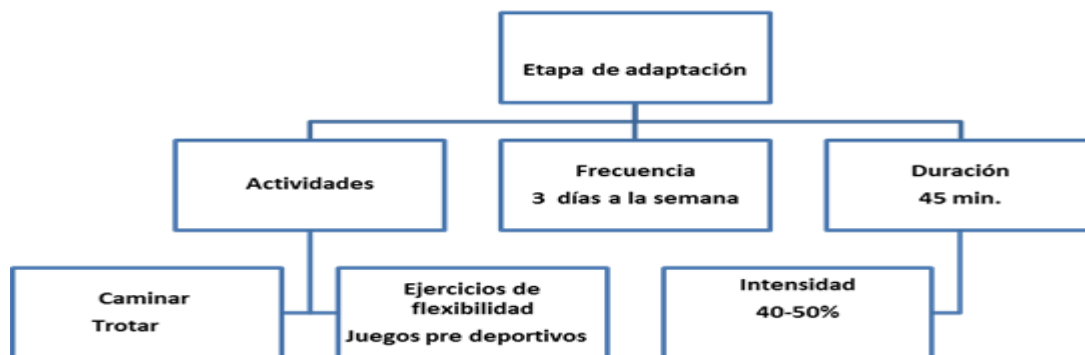 Etapa de adaptación
Actividades
Frecuencia
3 días a la semana
Duración
45 min.
Caminar
Trotar
Ejercicios de
flexibilidad
Juegos pre deportivos
Intensidad
40-50%